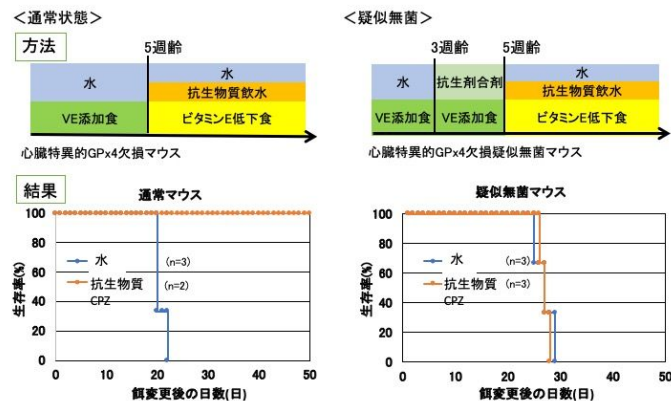 <通常状態>
<疑似無菌>
方法
5週齢
水
水
抗生物質飲水
VE添加食
ビタミンE低下食
心臓特異的GPx4欠損マウス
3週齢
5週齢
水
抗生剤合剤
水
抗生物質飲水
VE添加食
VE添加食
ビタミンE低下食
心臓特異的GPx4欠損疑似無菌マウス
結果
通常マウス
生存率(%)
100
80
60
40
20
0
水 (n=3)
抗生物質 (n=2)
CPZ
0 10 20 30 40 50
餌変更後の日数(日)
疑似無菌マウス
生存率(%)
100
80
60
40
20
0
水 (n=3)
抗生物質 (n=3)
CPZ
0 10 20 30 40 50
餌変更後の日数(日)